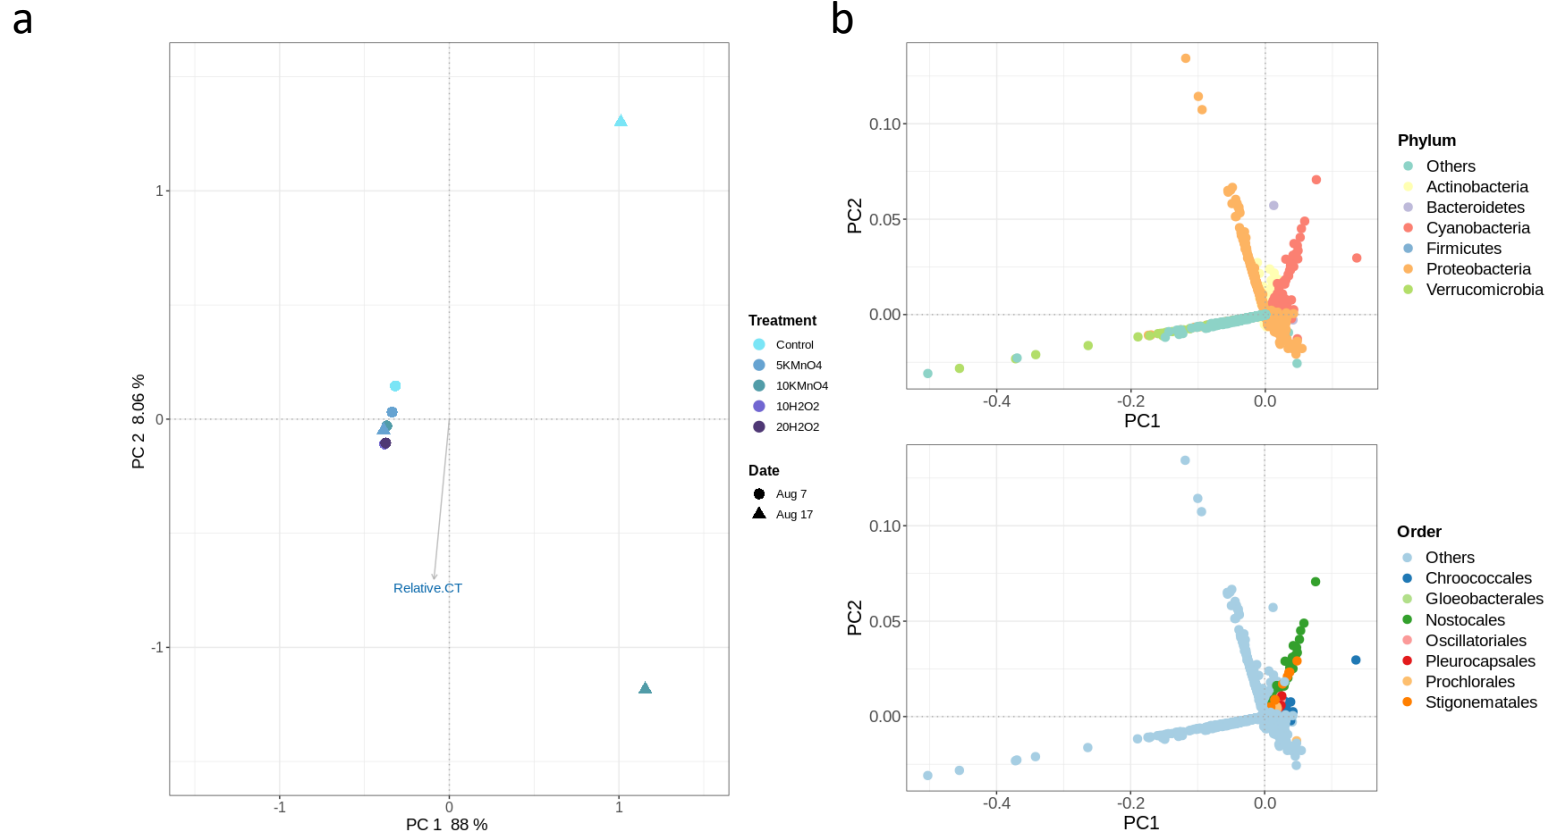 a
1
0
-1
-1
0
1
PC 2  8.06 %
PC 1  88 %
Relative.CT
Treatment
Control
5KMnO4
10KMnO4
10H2O2
20H2O2
Date
Aug 7
Aug 17
b
0.10
0.05
0.00
-0.4
-0.2
0.0
PC2
PC1
Phylum
Others
Actinobacteria
Bacteroidetes
Cyanobacteria
Firmicutes
Proteobacteria
Verrucomicrobia
0.10
0.05
0.00
-0.4
-0.2
0.0
PC2
PC1
Order
Others
Chroococcales
Gloeobacterales
Nostocales
Oscillatoriales
Pleurocapsales
Prochlorales
Stigonematales